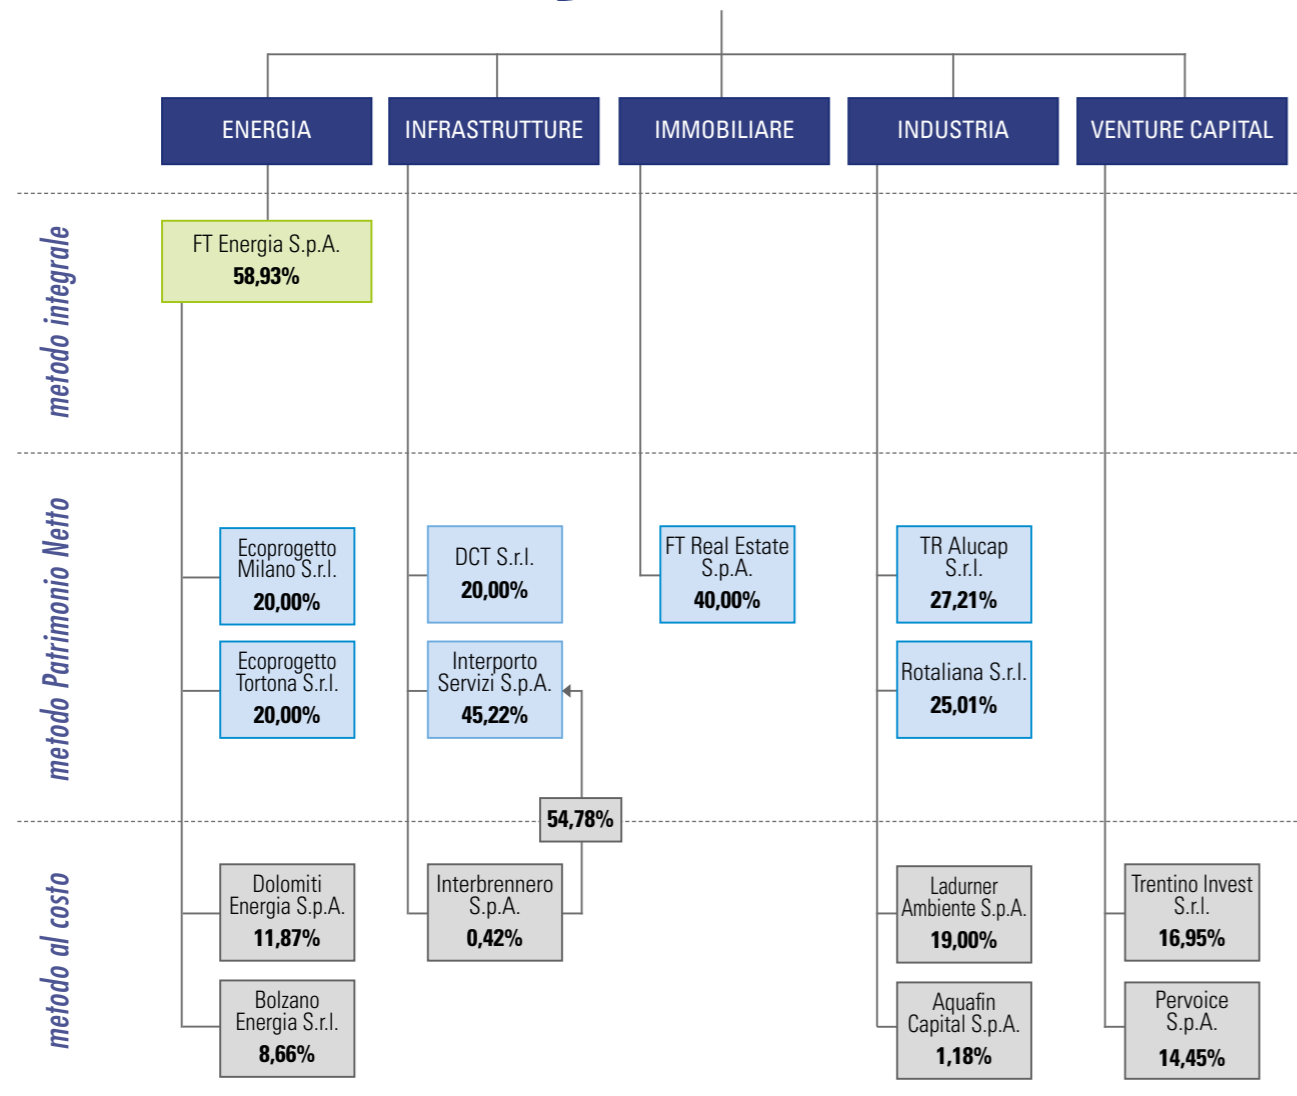 ENERGIA
INFRASTRUTTURE
IMMOBILIARE
INDUSTRIA
VENTURE CAPITAL
metodo integrale
FT Energia S.p.A.
58,93%
metodo Patrimonio Netto
Ecoprogetto
Milano S.r.l.
20,00%
DCT S.r.l.
20,00%
FT Real Estate
S.p.A.
40,00%
TR Alucap
S.r.l.
27,21%
Ecoprogetto
Tortona S.r.l.
20,00%
Interporto
Servizi S.p.A.
45,22%
Rotaliana S.r.l.
25,01%
54,78%
metodo al costo
Dolomiti
Energia S.p.A.
11,87%
Interbrennero
S.p.A.
0,42%
Ladurner
Ambiente S.p.A.
19,00%
Trentino Invest
S.r.l.
16,95%
Bolzano
Energia S.r.l.
8,66%
Aquafin
Capital S.p.A.
1,18%
Pervoice
S.p.A.
14,45%